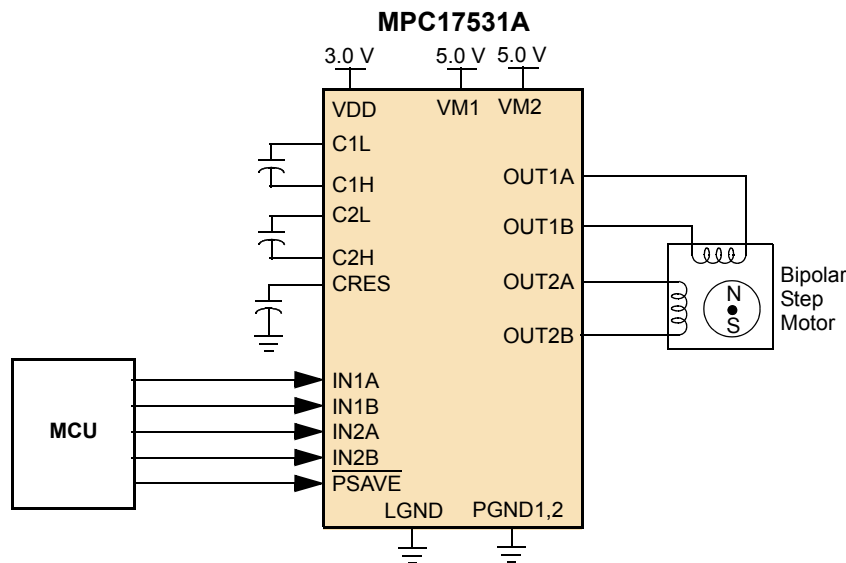 MPC17531A
3.0 V 5.0 V 5.0 V
VDD VM1 VM2
C1L
C1H
C2L
C2H
CRES
OUT1A
OUT1B
OUT2A
OUT2B
N
S
Bipolar
Step
Motor
MCU
IN1A
IN1B
IN2A
IN2B
PSAVE
LGND PGND1,2